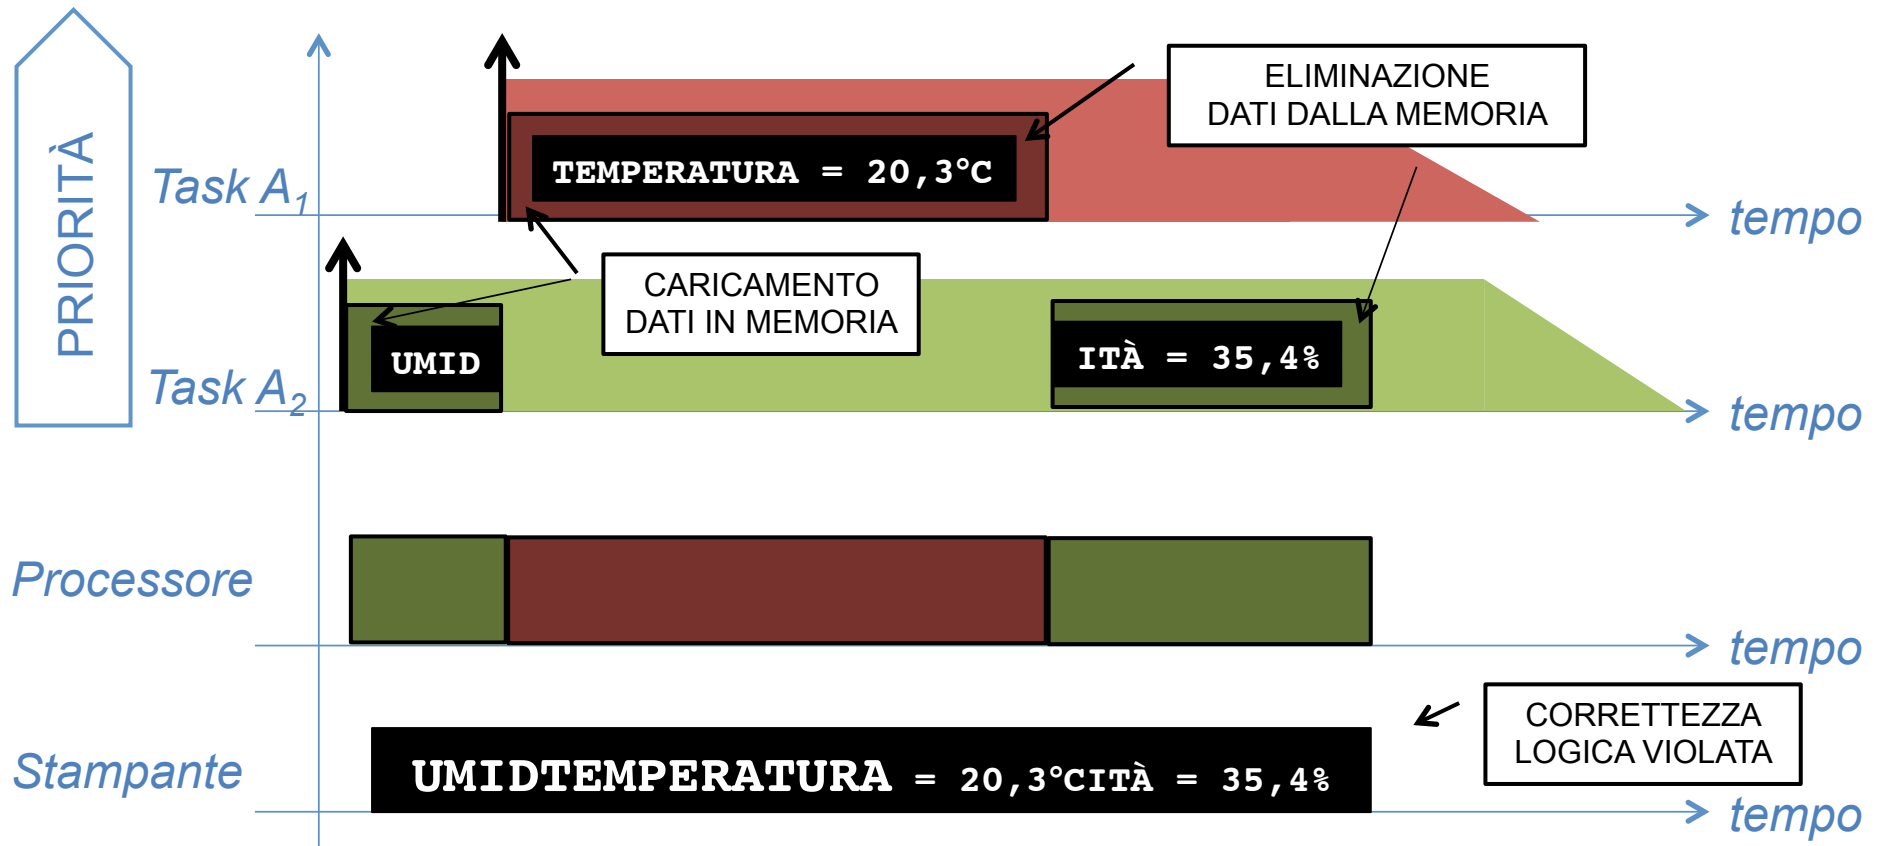 PRIORITÀ
Task A1
TEMPERATURA = 20,3°C
ELIMINAZIONE
DATI DALLA MEMORIA
tempo
CARICAMENTO
DATI IN MEMORIA
Task A2
UMID
ITÀ = 35,4%
tempo
Processore
tempo
CORRETTEZZA
LOGICA VIOLATA
Stampante
UMIDTEMPERATURA = 20,3°CITÀ = 35,4%
tempo